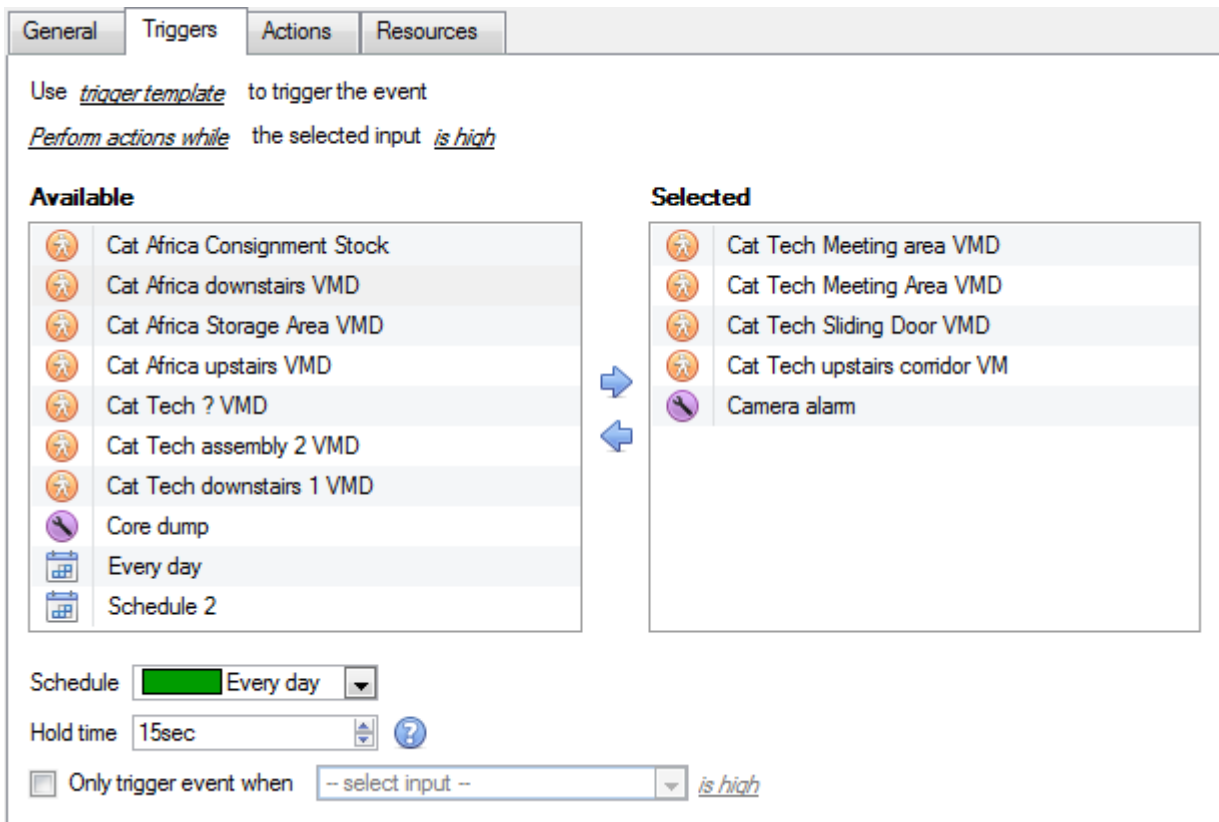 General Triggers Actions Resources
Use trigger template to trigger the event
Perform actions while the selected input is high
Available
Cat Africa Consignment Stock
Cat Africa downstairs VMD
Cat Africa Storage Area VMD
Cat Africa upstairs VMD
Cat Tech ? VMD
Cat Tech assembly 2 VMD
Cat Tech downstairs 1 VMD
Core dump
Every day
Schedule 2
Selected
Cat Tech Meeting area VMD
Cat Tech Meeting Area VMD
Cat Tech Sliding Door VMD
Cat Tech upstairs corridor VM
Camera alarm
Schedule Every day
Hold time 15sec ?
Only trigger event when -- select input -- is high